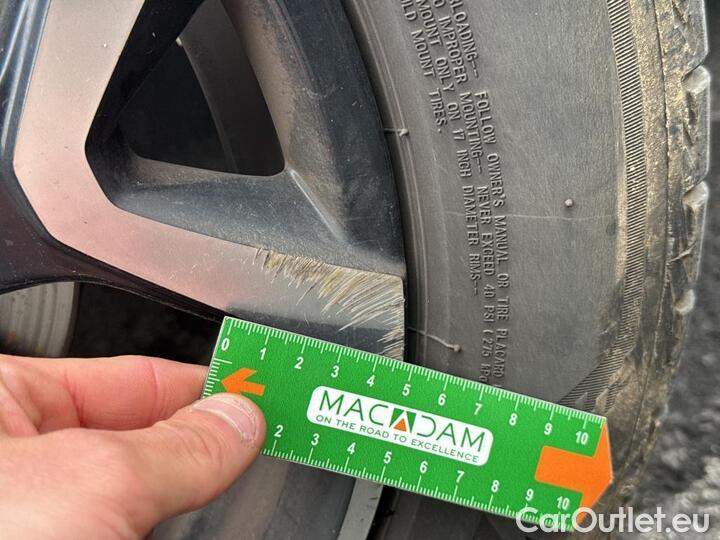 RLOADING-- FOLLOW OWNER'S MANUAL OR TIRE PLACARD
O IMPROPER MOUNTING-- NEVER EXCEED 40 PSI (275
MOUNT ONLY ON 17 INCH DIAMETER RIMS--
MOUNT TIRES.
0 1 2 3 4 5 6 7 8 9 10
MACADAM
ON THE ROAD TO EXCELLENCE
2 3 4 5 6 7 8 9 10
CarOutlet.eu